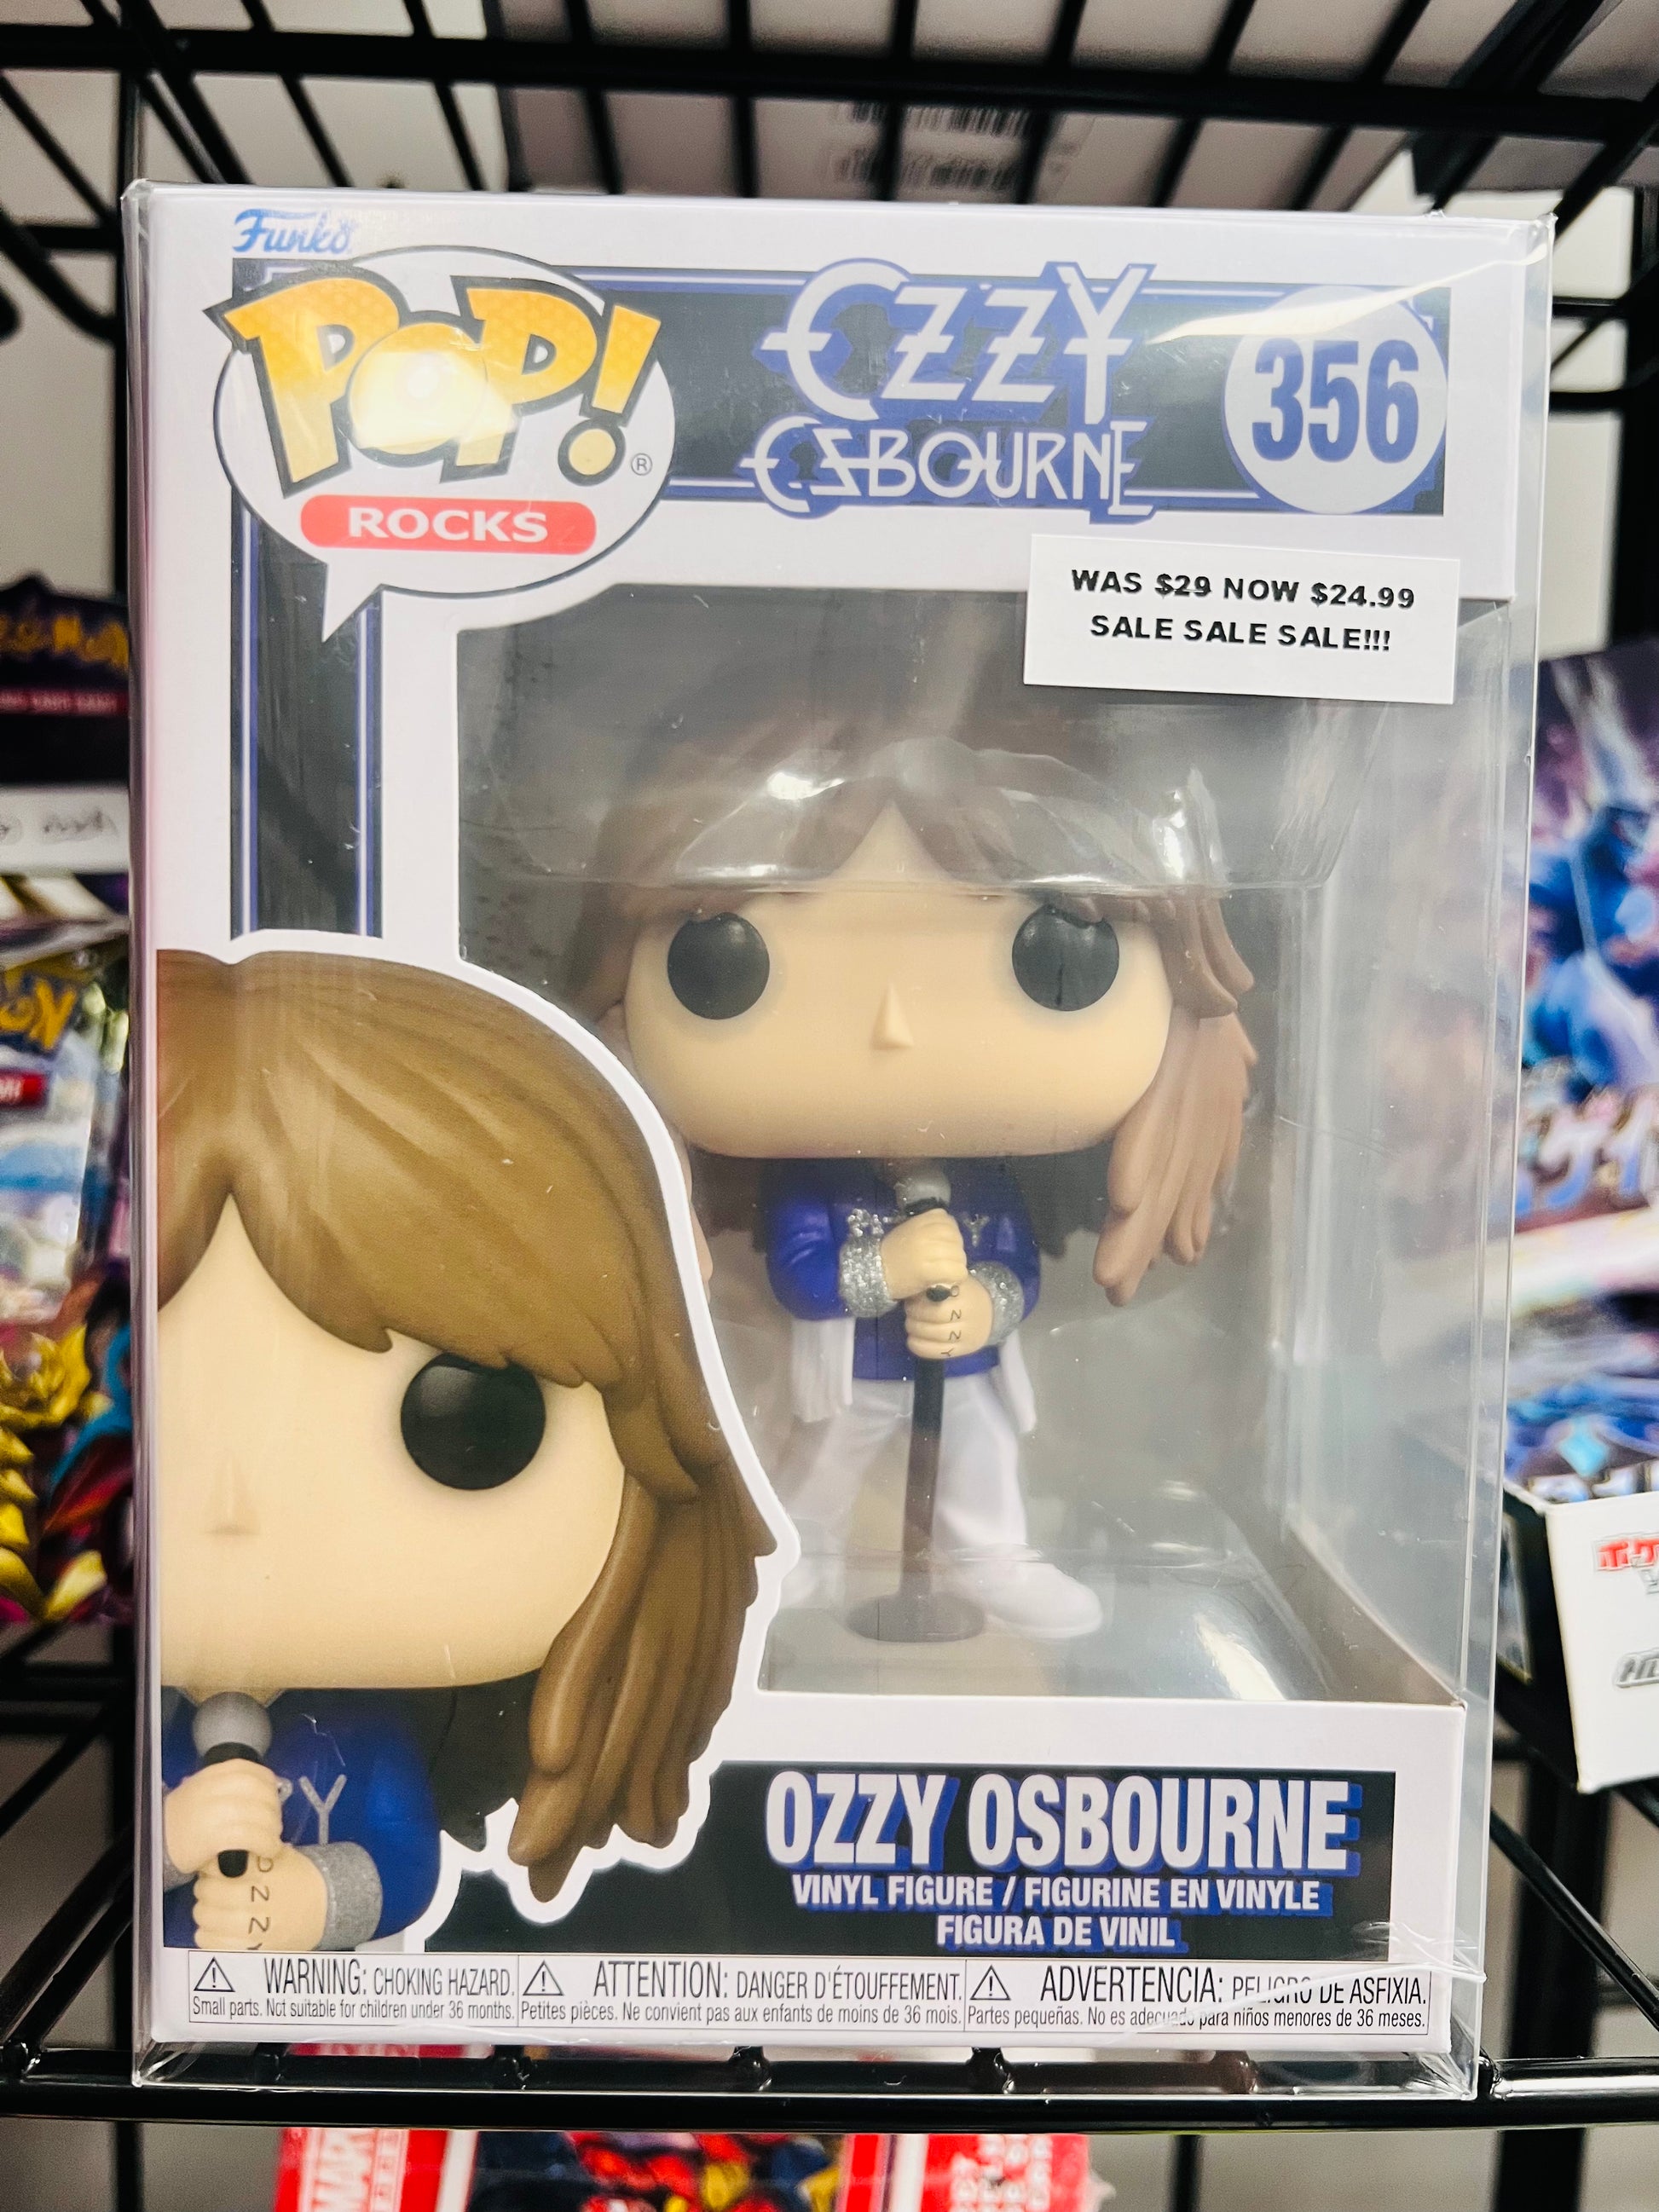 Funko
POP!®
ROCKS
OZZY
OSBOURNE
356
WAS $29 NOW $24.99
SALE SALE SALE!!!
OZZY
OZZY OSBOURNE
VINYL FIGURE / FIGURINE EN VINYLE
FIGURA DE VINIL
WARNING: CHOKING HAZARD.
Small parts. Not suitable for children under 36 months.
ATTENTION: DANGER D'ÉTOUFFEMENT.
Petites pièces. Ne convient pas aux enfants de moins de 36 mois.
ADVERTENCIA: PELIGRO DE ASFIXIA.
Partes pequeñas. No es adecuado para niños menores de 36 meses.